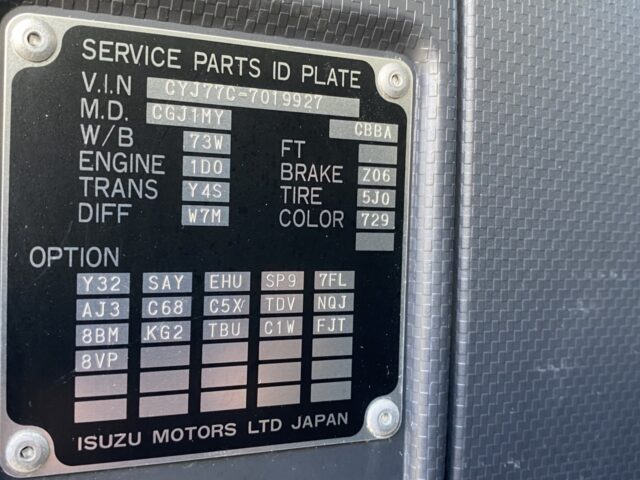 SERVICE PARTS ID PLATE
V.I.N CYJ77C-7019927
M.D. CGJ1MY CBBA
W/B 73W FT
ENGINE 1D0 BRAKE Z06
TRANS Y4S TIRE 5J0
DIFF W7M COLOR 729
OPTION
Y32 SAY EHU SP9 7FL
AJ3 C68 C5X TDV NQJ
8BM KG2 TBU C1W FJT
8VP
ISUZU MOTORS LTD JAPAN